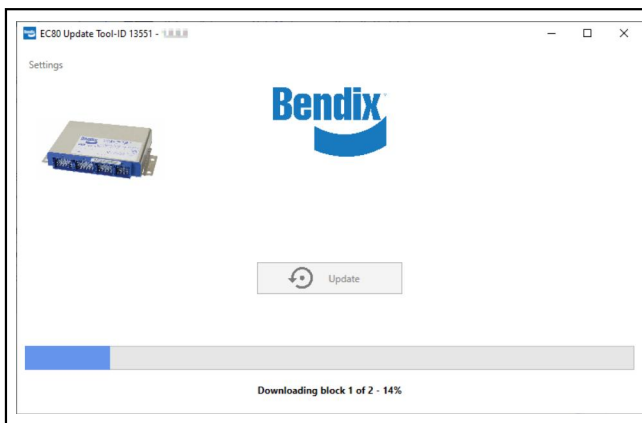 EC80 Update Tool-ID 13551 -
Settings
Bendix
Update
Downloading block 1 of 2 - 14%